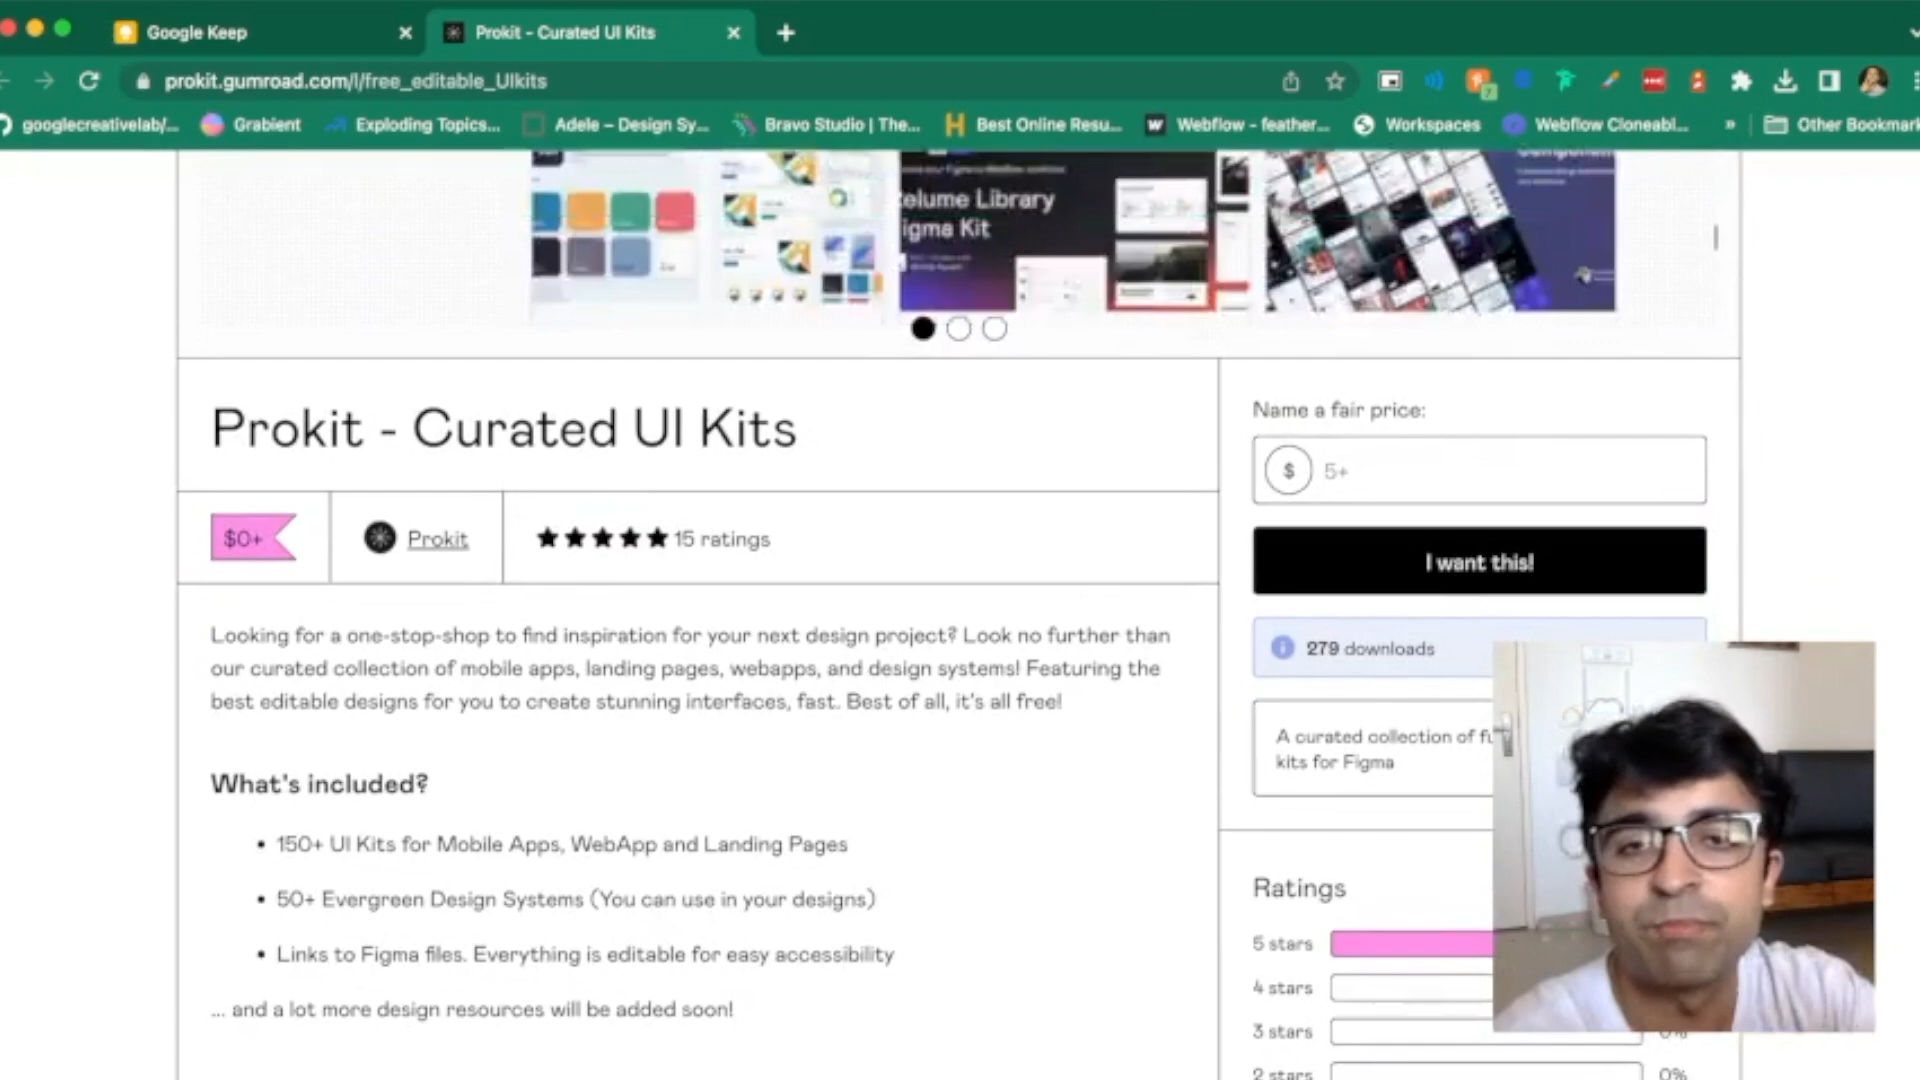 Google Keep
Prokit - Curated UI Kits
prokit.gumroad.com/l/free_editable_UIkits
googlecreativelab/...
Grabient
Exploding Topics...
Adele – Design Sy...
Bravo Studio | The...
Best Online Resu...
Webflow - feather...
Workspaces
Webflow Cloneabl...
»
Other Bookmark
elume Library
igma Kit
Prokit - Curated UI Kits
$0+
Prokit
15 ratings
Looking for a one-stop-shop to find inspiration for your next design project? Look no further than
our curated collection of mobile apps, landing pages, webapps, and design systems! Featuring the
best editable designs for you to create stunning interfaces, fast. Best of all, it's all free!
What's included?
• 150+ UI Kits for Mobile Apps, WebApp and Landing Pages
• 50+ Evergreen Design Systems (You can use in your designs)
• Links to Figma files. Everything is editable for easy accessibility
... and a lot more design resources will be added soon!
Name a fair price:
$ 5+
I want this!
279 downloads
A curated collection of
kits for Figma
Ratings
5 stars
4 stars
3 stars
0%
2 stars
0%